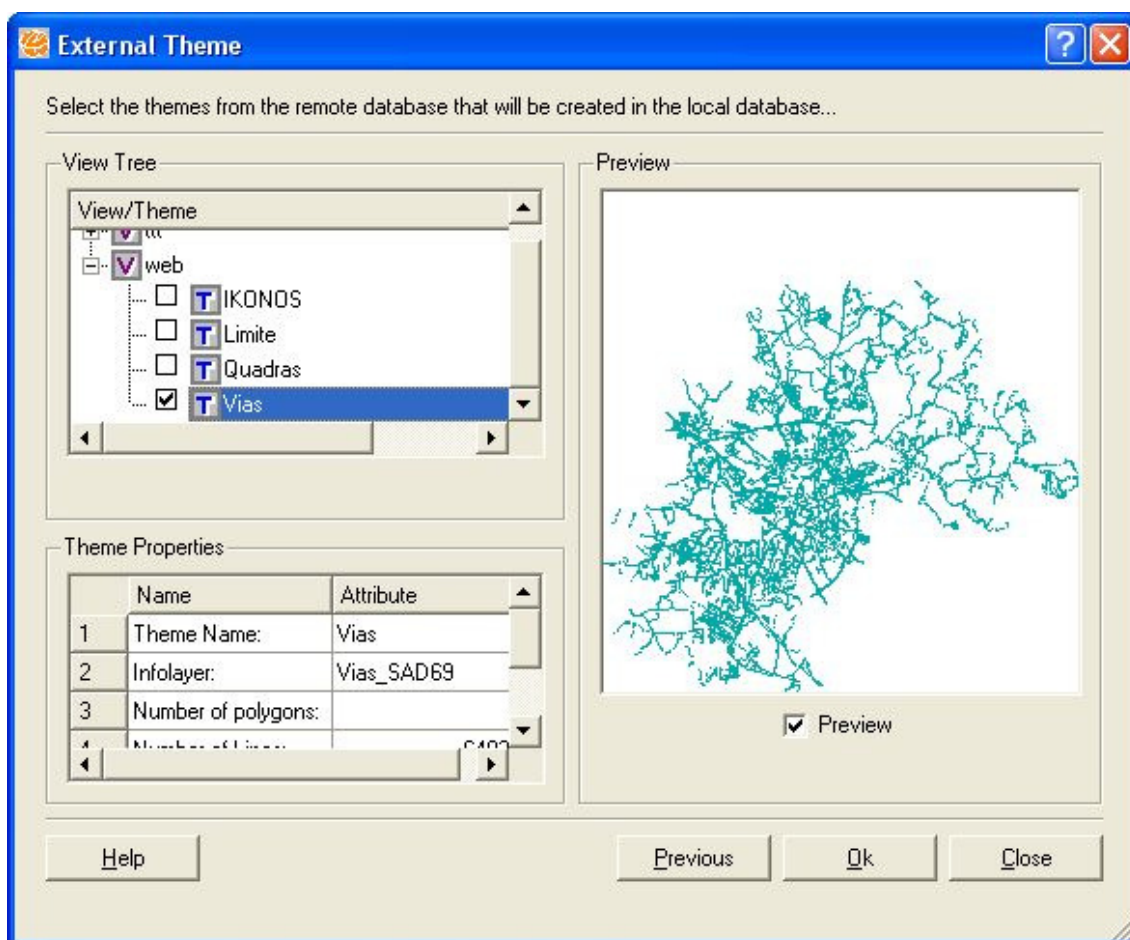 External Theme
Select the themes from the remote database that will be created in the local database...
View Tree
View/Theme
web
IKONOS
Limite
Quadras
Vias
Theme Properties
Name Attribute
1 Theme Name: Vias
2 Infolayer: Vias_SAD69
3 Number of polygons:
Preview
Preview
Help Previous Ok Close